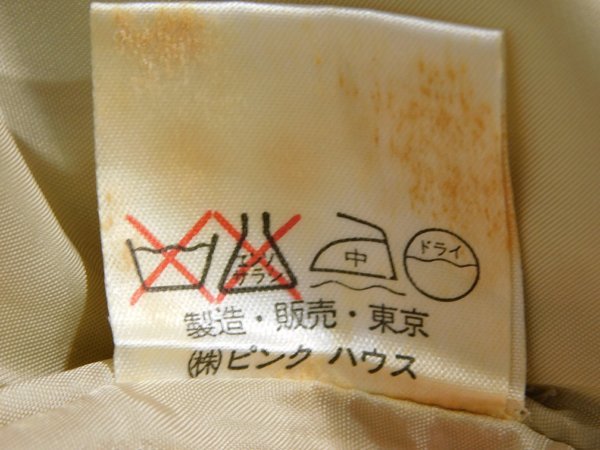 エンソ
サラシ
中
ドライ
製造・販売・東京
㈱ピンク ハウス